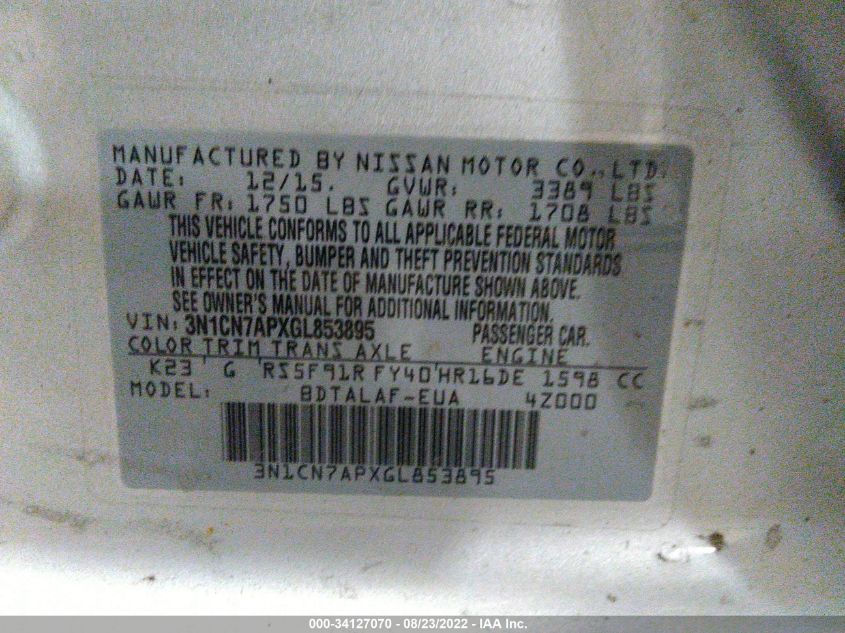 MANUFACTURED BY NISSAN MOTOR CO., LTD.
DATE: 12/15. GVWR: 3389 LBS
GAWR FR: 1750 LBS GAWR RR: 1708 LBS
THIS VEHICLE CONFORMS TO ALL APPLICABLE FEDERAL MOTOR
VEHICLE SAFETY, BUMPER AND THEFT PREVENTION STANDARDS
IN EFFECT ON THE DATE OF MANUFACTURE SHOWN ABOVE.
SEE OWNER'S MANUAL FOR ADDITIONAL INFORMATION.
VIN: 3N1CN7APXGL853895 PASSENGER CAR.
COLOR TRIM TRANS AXLE ENGINE
K23 G RS5F91R FY40 HR16DE 1598 CC
MODEL: BDTALAF-EUA 4Z000
3N1CN7APXGL853895
000-34127070 - 08/23/2022 - IAA Inc.